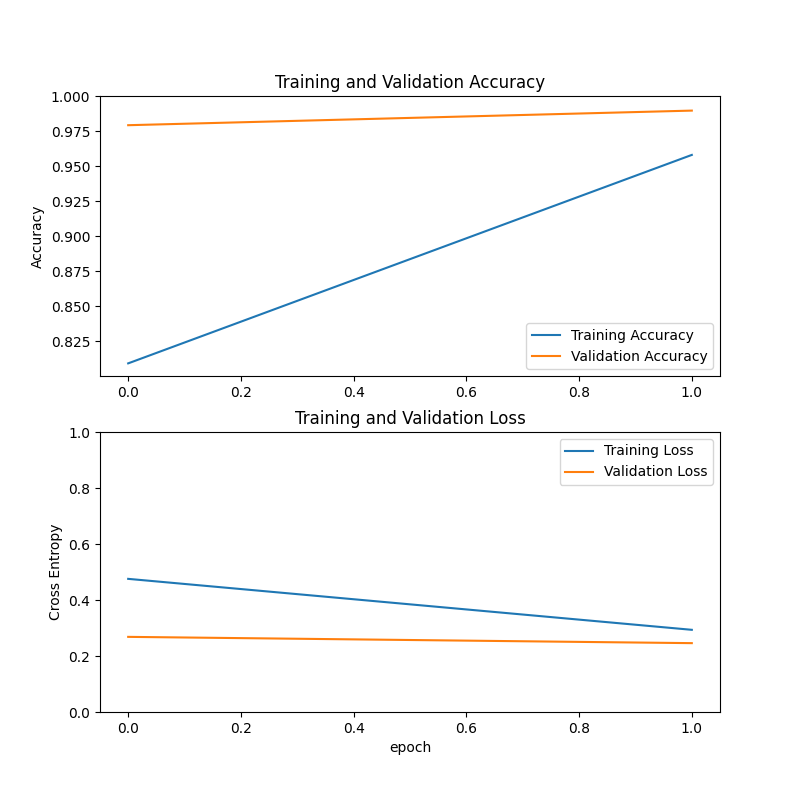 Training and Validation Accuracy
1.000
0.975
0.950
0.925
0.900
0.875
0.850
0.825
Accuracy
Training Accuracy
Validation Accuracy
0.0 0.2 0.4 0.6 0.8 1.0
Training and Validation Loss
1.0
0.8
0.6
0.4
0.2
0.0
Cross Entropy
Training Loss
Validation Loss
0.0 0.2 0.4 0.6 0.8 1.0
epoch